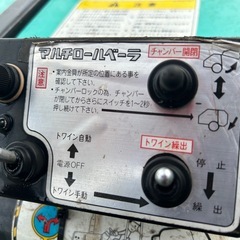 マルチロールベーラ
チャンバー開閉
注意
•案内金具が所定の位置にある事を確認して下さい。
•チャンバーロックの為、チャンバーが閉じてからさらにスイッチを1~2秒押し続けて下さい。
トワイン自動
電源OFF
トワイン手動
トワイン繰出
停止
繰出